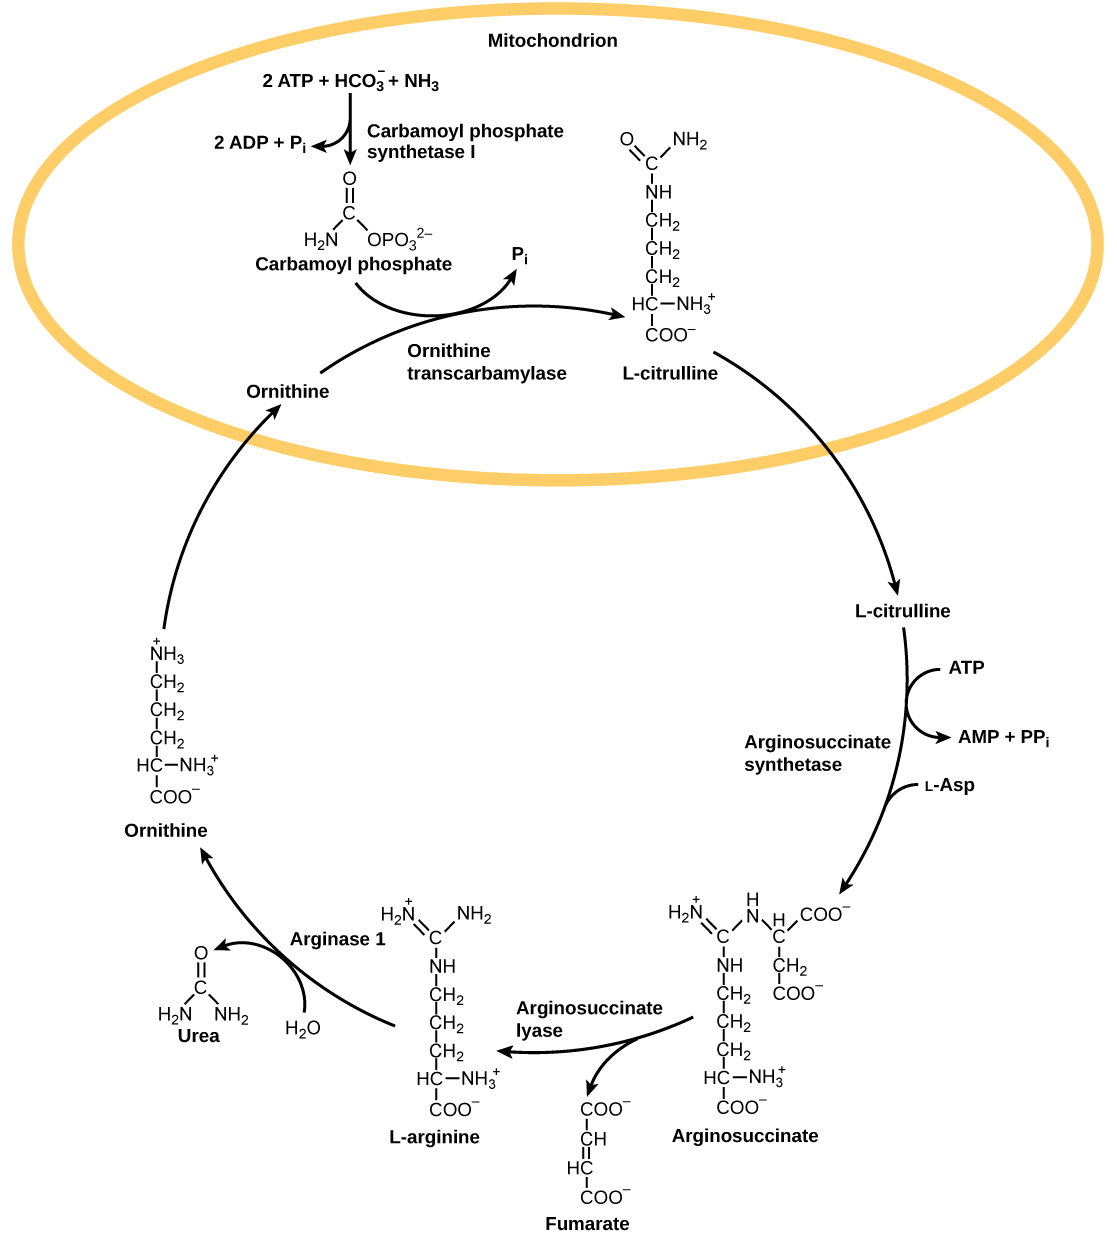 Mitochondrion
2 ATP + HCO₃⁻ + NH₃
2 ADP + Pᵢ
Carbamoyl phosphate
synthetase I
O
C
H₂N
OPO₃²⁻
Carbamoyl phosphate
Pᵢ
O
NH₂
C
NH
CH₂
CH₂
CH₂
HC—NH₃⁺
COO⁻
L-citrulline
Ornithine
transcarbamylase
Ornithine
L-citrulline
ATP
AMP + PPᵢ
Arginosuccinate
synthetase
L-Asp
+
NH₃
CH₂
CH₂
CH₂
HC—NH₃⁺
COO⁻
Ornithine
Arginase 1
O
C
H₂N
NH₂
Urea
H₂O
+
H₂N
NH₂
C
NH
CH₂
CH₂
CH₂
HC—NH₃⁺
COO⁻
L-arginine
Arginosuccinate
lyase
COO⁻
CH
HC
COO⁻
Fumarate
+
H₂N
H
N
H
C
COO⁻
C
NH
CH₂
COO⁻
CH₂
CH₂
CH₂
HC—NH₃⁺
COO⁻
Arginosuccinate